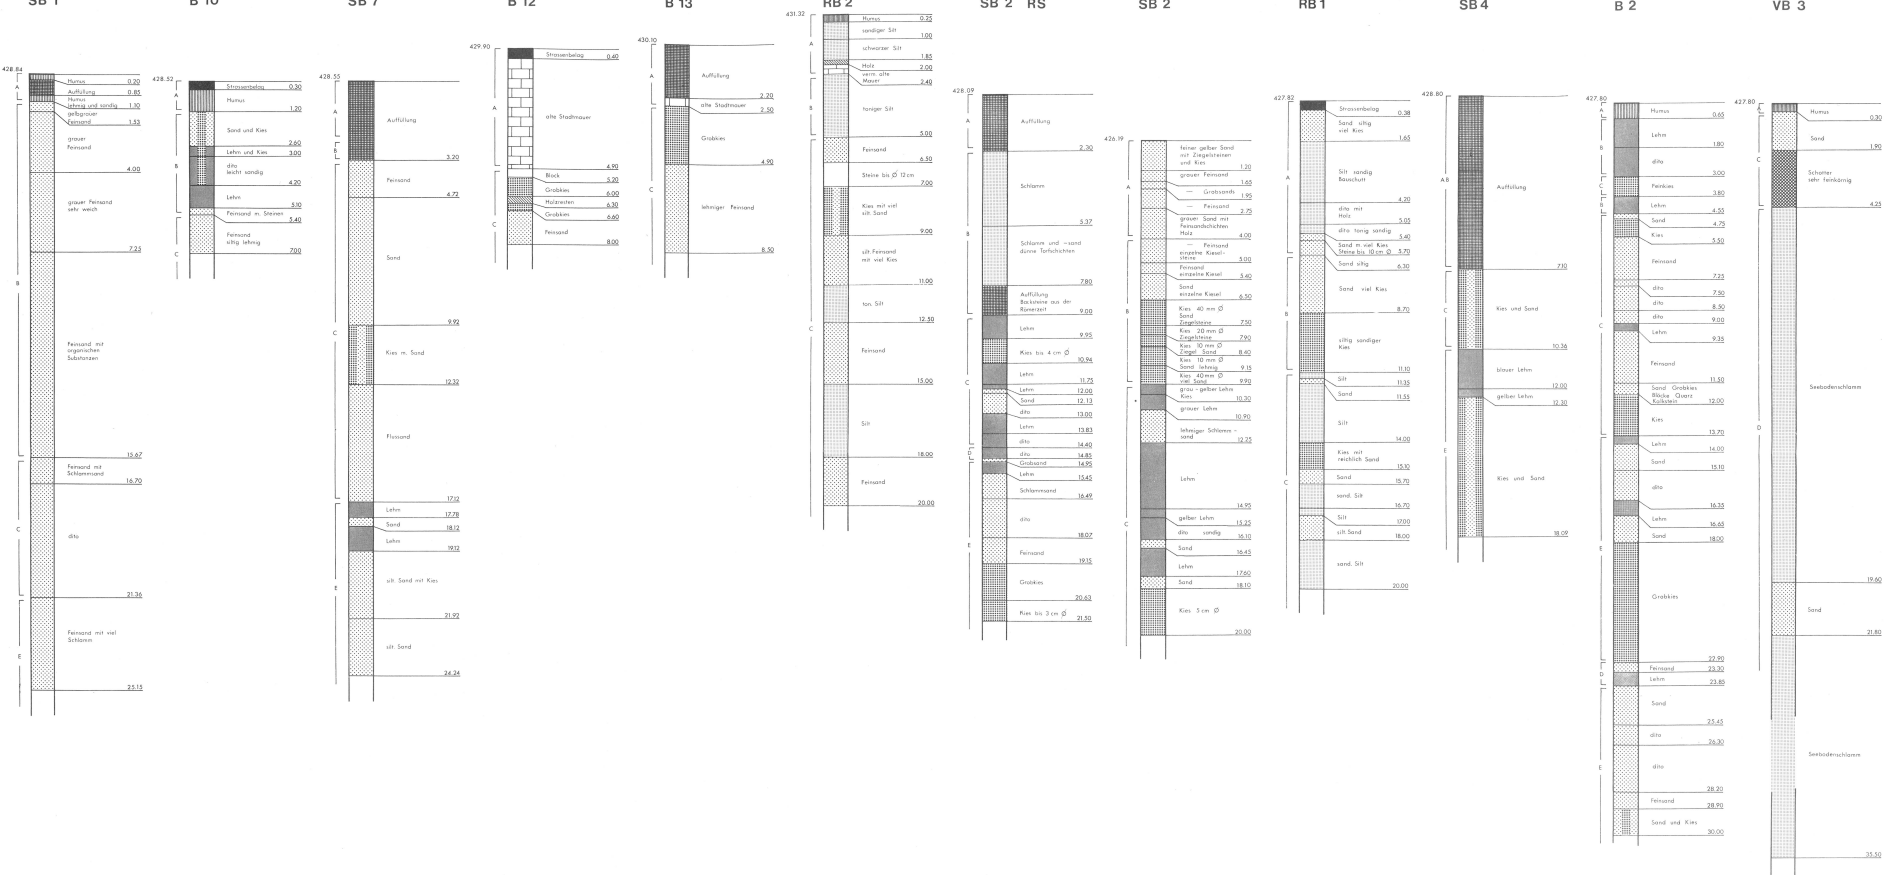 SB 1
428.84
A
Humus 0.20
Auffüllung 0.85
Humus
lehmig und sandig 1.10
gelbgrauer
Feinsand 1.53
grauer
Feinsand
4.00
grauer Feinsand
sehr weich
7.25
B
Feinsand mit
organischen
Substanzen
15.67
Feinsand mit
Schlammsand
16.70
C
dito
21.36
Feinsand mit viel
Schlamm
E
25.15
B 10
428.52
A
Strassenbelag 0.30
Humus
1.20
Sand und Kies
2.60
B
Lehm und Kies 3.00
dito
leicht sandig
4.20
Lehm
5.10
Feinsand m. Steinen
5.40
Feinsand
siltig lehmig
C
7.00
SB 7
428.55
A
Auffüllung
B
3.20
Feinsand
4.72
Sand
C
9.92
Kies m. Sand
12.32
Flussand
17.12
Lehm
17.78
Sand
18.12
Lehm
19.12
E
silt. Sand mit Kies
21.92
silt. Sand
24.24
B 12
429.90
Strassenbelag 0.40
A
alte Stadtmauer
4.90
Block
5.20
Grobkies
6.00
Holzresten
6.30
Grobkies
6.60
C
Feinsand
8.00
B 13
430.10
A
Auffüllung
2.20
alte Stadtmauer
2.50
Grobkies
4.90
C
lehmiger Feinsand
8.50
RB 2
431.32
Humus 0.25
sandiger Silt
1.00
A
schwarzer Silt
1.85
Holz 2.00
verm. alte
Mauer 2.40
B
toniger Silt
5.00
Feinsand
6.50
Steine bis Ø 12 cm
7.00
Kies mit viel
silt. Sand
9.00
silt. Feinsand
mit viel Kies
11.00
ton. Silt
12.50
C
Feinsand
15.00
Silt
18.00
Feinsand
20.00
SB 2 RS
428.09
A
Auffüllung
2.30
Schlamm
5.37
B
Schlamm und -sand
dünne Torfschichten
7.80
Auffüllung
Backsteine aus der
Römerzeit 9.00
Lehm
9.95
Kies bis 4 cm Ø
10.94
Lehm
C
11.75
Lehm 12.00
Sand 12.13
dito 13.00
Lehm 13.83
dito 14.40
D
dito 14.85
Grobsand 14.95
Lehm 15.45
Schlammsand
16.49
dito
18.07
E
Feinsand
19.15
Grobkies
20.63
Kies bis 3 cm Ø
21.50
SB 2
426.19
feiner gelber Sand
mit Ziegelsteinen
und Kies 1.20
grauer Feinsand
1.65
A
— Grobsands
1.95
— Feinsand
2.75
grauer Sand mit
Feinsandschichten
Holz 4.00
— Feinsand
einzelne Kiesel-
steine 5.00
Feinsand
einzelne Kiesel 5.40
Sand
einzelne Kiesel 6.50
B
Kies 40 mm Ø
Sand
Ziegelsteine 7.50
Kies 20 mm Ø
Ziegelsteine 7.90
Kies 10 mm Ø
Ziegel Sand 8.40
Kies 10 mm Ø
Sand lehmig 9.15
Kies 40 mm Ø
viel Sand 9.90
grau-gelber Lehm
Kies 10.30
grauer Lehm
10.90
lehmiger Schlamm-
sand 12.25
Lehm
14.95
C
gelber Lehm 15.25
dito sandig 16.10
Sand 16.45
Lehm
17.60
Sand 18.10
Kies 5 cm Ø
20.00
RB 1
427.82
Strassenbelag
0.38
Sand siltig
viel Kies
1.65
A
Silt sandig
Bauschutt
4.20
dito mit
Holz
5.05
dito tonig sandig
5.40
Sand m. viel Kies
Steine bis 10 cm Ø 5.70
Sand siltig 6.30
Sand viel Kies
B
8.70
siltig sandiger
Kies
11.10
Silt 11.35
Sand 11.55
Silt
14.00
Kies mit
reichlich Sand
15.10
C
Sand
15.70
sand. Silt
16.70
Silt 17.00
silt Sand 18.00
sand. Silt
20.00
SB 4
428.80
AB
Auffüllung
7.10
C
Kies und Sand
10.36
blauer Lehm
12.00
gelber Lehm 12.30
E
Kies und Sand
18.09
B 2
427.80
A
Humus
0.65
Lehm
1.80
B
dito
3.00
C
Feinkies
3.80
B
Lehm
4.55
Sand 4.75
Kies 5.50
Feinsand
7.25
dito 7.50
dito 8.50
dito 9.00
C
Lehm 9.35
Feinsand
11.50
Sand Grobkies
Blöcke Quarz
Kalkstein 12.00
Kies
13.70
Lehm 14.00
Sand
15.10
dito
16.35
Lehm 16.65
Sand 18.00
E
Grobkies
22.90
Feinsand 23.30
D
Lehm 23.85
Sand
25.45
dito
26.30
E
dito
28.20
Feinsand
28.90
Sand und Kies
30.00
VB 3
427.80
A
Humus
0.30
Sand
1.90
C
Schotter
sehr feinkörnig
4.25
Seebodenschlamm
D
19.60
Sand
21.80
Seebodenschlamm
35.50